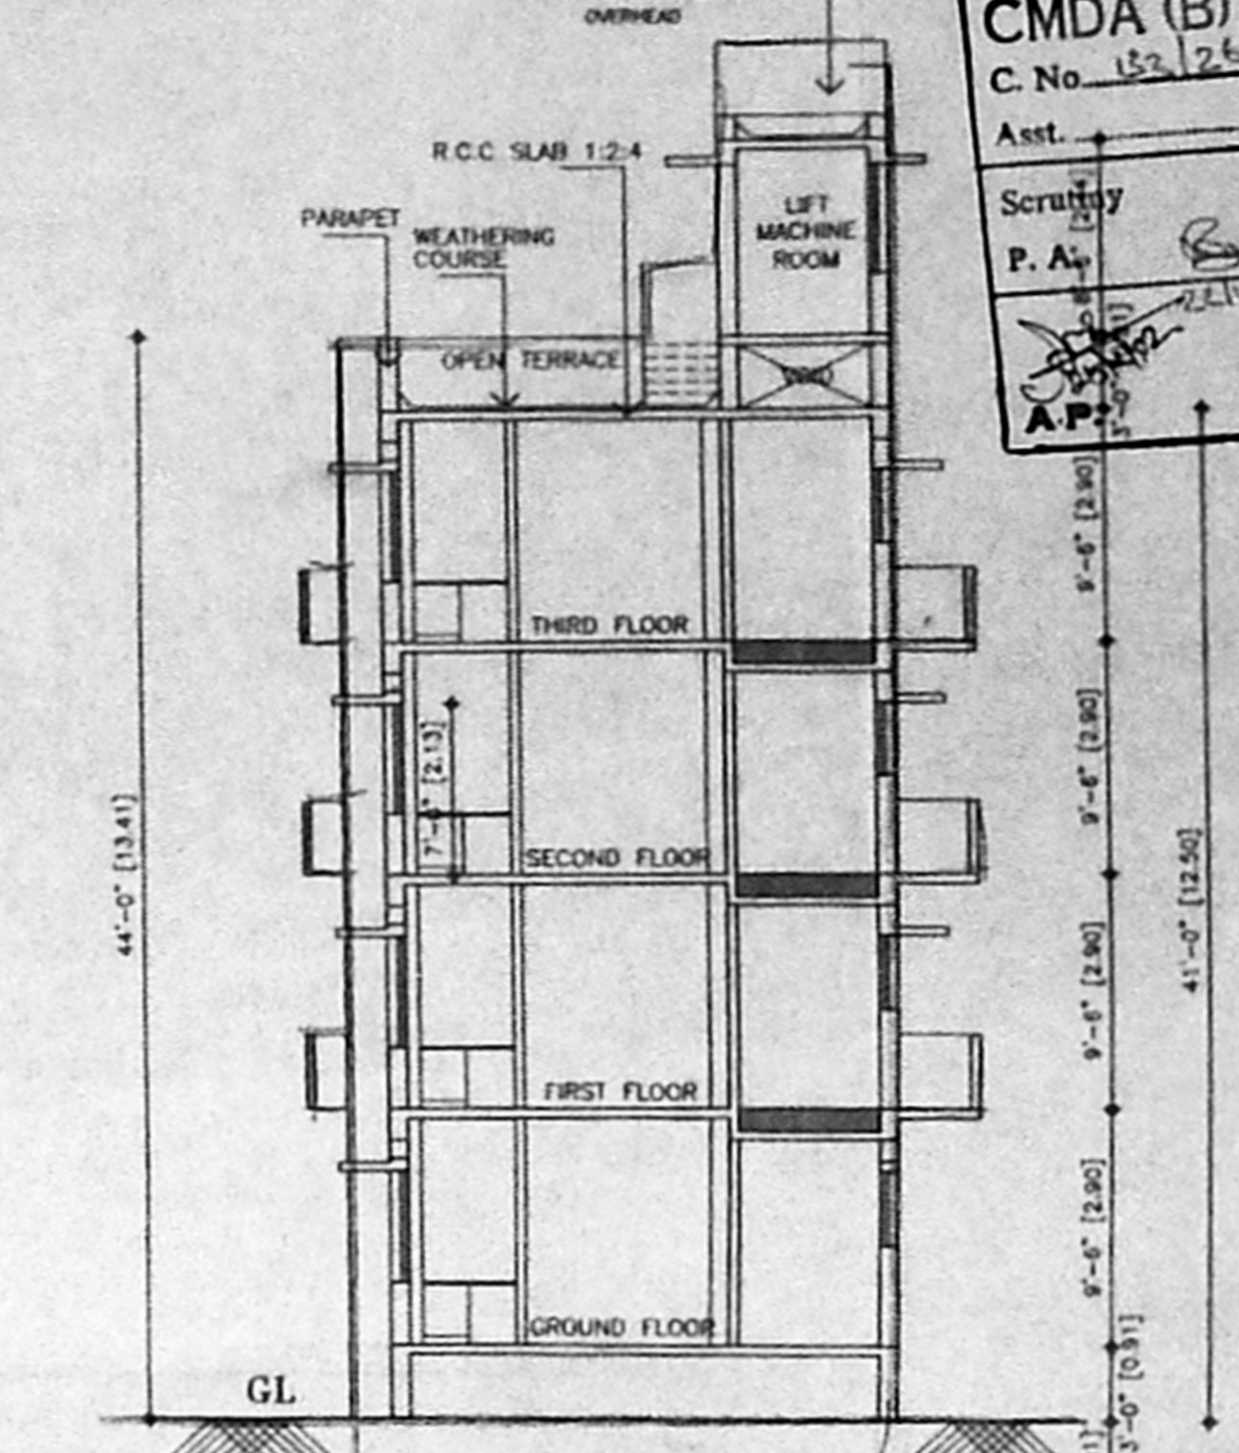 OVERHEAD
CMDA (B)
C. No. 152/26
Asst.
Scrutiny
P. A.
A.P.
R.C.C SLAB 1:2:4
PARAPET
WEATHERING
COURSE
LIFT
MACHINE
ROOM
OPEN TERRACE
THIRD FLOOR
SECOND FLOOR
FIRST FLOOR
GROUND FLOOR
GL
44'-0" [13.41]
7'-0" [2.13]
9'-6" [2.90]
9'-6" [2.90]
9'-6" [2.90]
9'-6" [2.90]
41'-0" [12.50]
3'-0" [0.91]